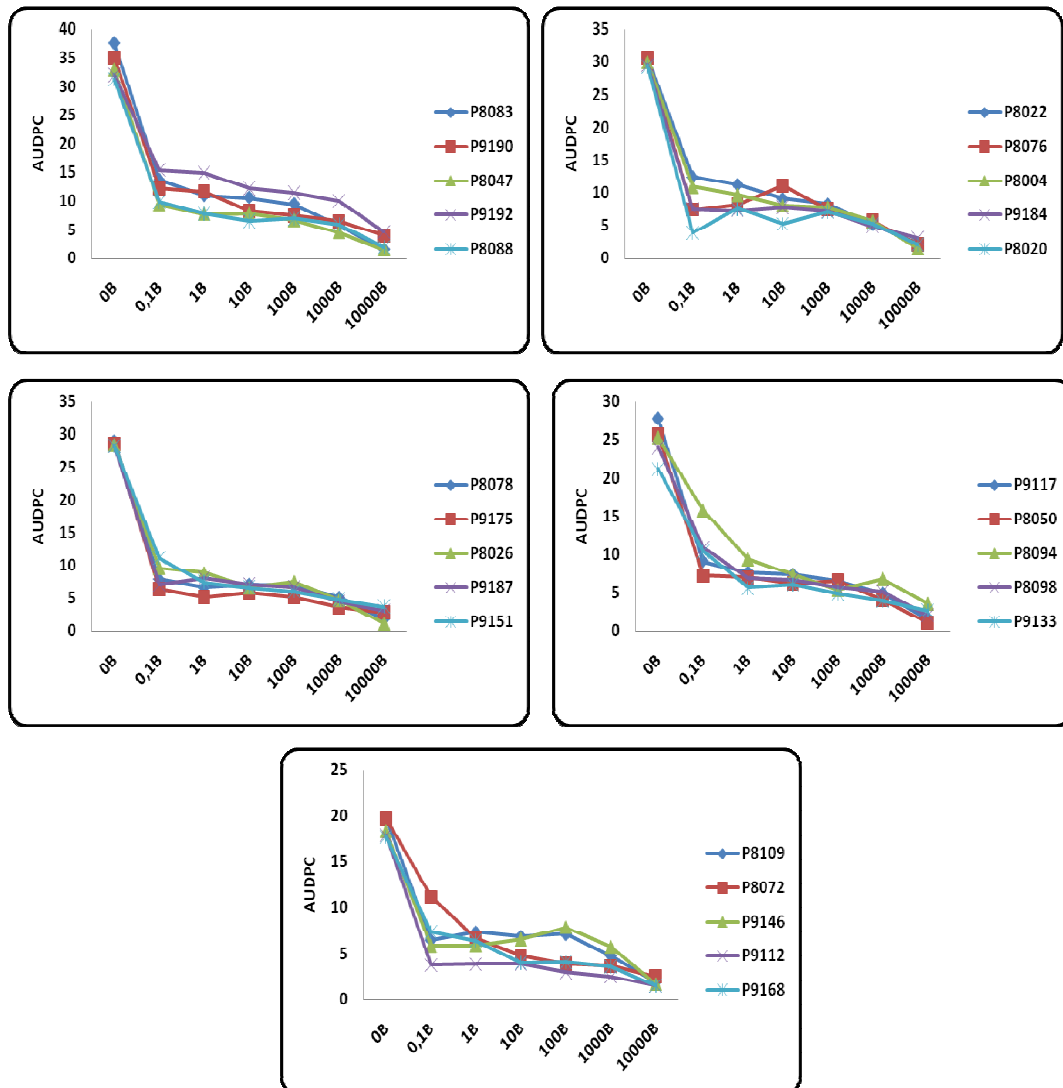 40
35
30
25
20
15
10
5
0
AUDPC
0B
0,1B
1B
10B
100B
1000B
10000B
P8083
P9190
P8047
P9192
P8088
35
30
25
20
15
10
5
0
AUDPC
0B
0,1B
1B
10B
100B
1000B
10000B
P8022
P8076
P8004
P9184
P8020
35
30
25
20
15
10
5
0
AUDPC
0B
0,1B
1B
10B
100B
1000B
10000B
P8078
P9175
P8026
P9187
P9151
30
25
20
15
10
5
0
AUDPC
0B
0,1B
1B
10B
100B
1000B
10000B
P9117
P8050
P8094
P8098
P9133
25
20
15
10
5
0
AUDPC
0B
0,1B
1B
10B
100B
1000B
10000B
P8109
P8072
P9146
P9112
P9168